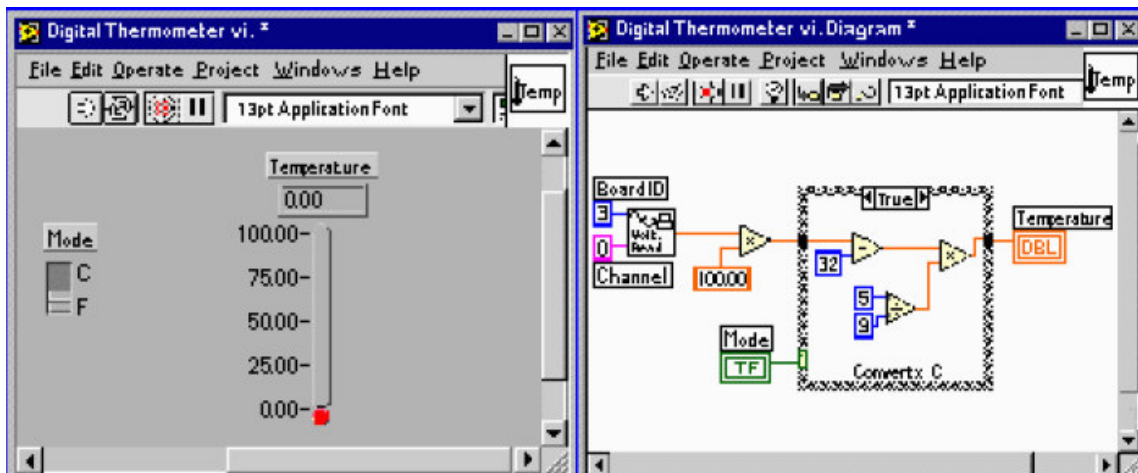 Digital Thermometer vi. *
File Edit Operate Project Windows Help
Temp
13pt Application Font
Temperature
0.00
Mode
C
F
100.00
75.00
50.00
25.00
0.00
Digital Thermometer vi.Diagram *
File Edit Operate Project Windows Help
Temp
13pt Application Font
Board ID
3
Volt.
Read
0
Channel
×
100.00
True
-
32
×
5
÷
9
Temperature
DBL
Mode
TF
Convertx C